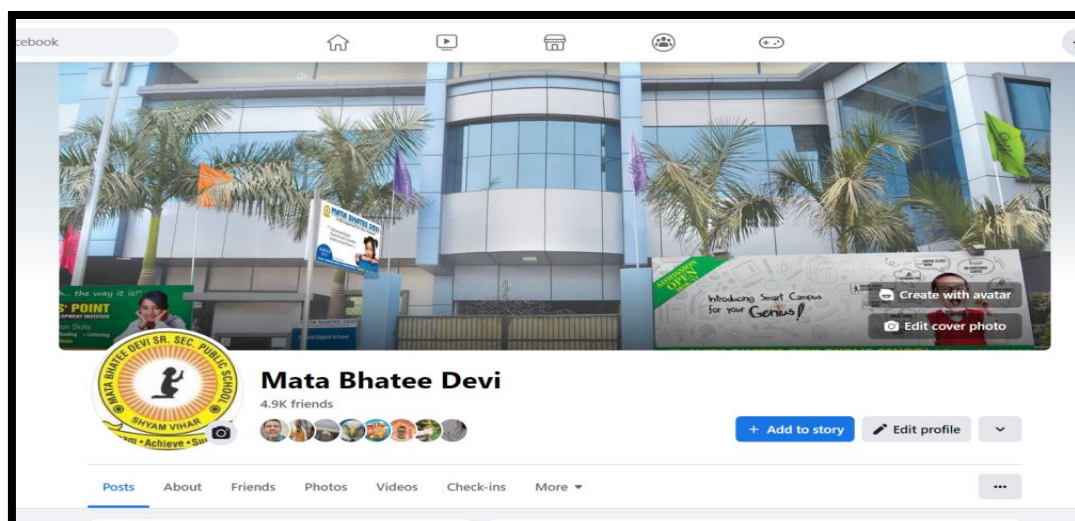 cebook
MATA BHATEE DEVI
the way it is!"
S' POINT
ADMISSION
OPEN
Introducing Smart Campus
for your Genius!
Create with avatar
Edit cover photo
MATA BHATEE DEVI SR. SEC. PUBLIC SCHOOL
SHYAM VIHAR
Achieve
Mata Bhatee Devi
4.9K friends
+ Add to story
Edit profile
Posts
About
Friends
Photos
Videos
Check-ins
More